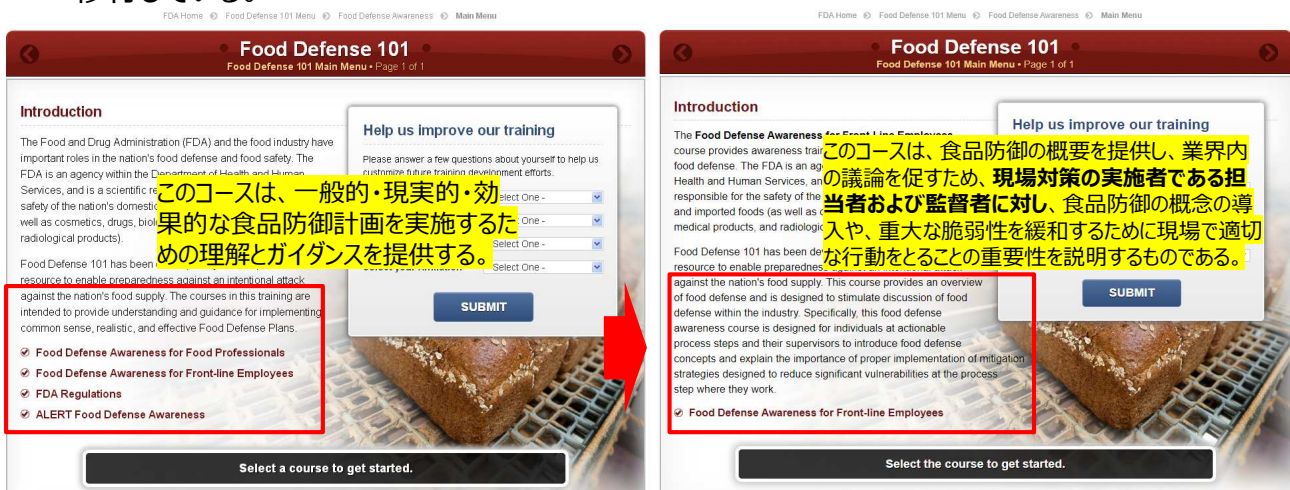 移行している。
FDA Home Food Defense 101 Menu Food Defense Awareness Main Menu
Food Defense 101
Food Defense 101 Main Menu • Page 1 of 1
Introduction
The Food and Drug Administration (FDA) and the food industry have
important roles in the nation's food defense and food safety. The
FDA is an agency within the Department of Health and Human
Services, and is a scientific
safety of the nation's
well as cosmetics, drugs,
radiological products).
Food Defense 101 has been
resource to enable preparedness against an intentional attack
against the nation's food supply. The courses in this training are
intended to provide understanding and guidance for implementing
common sense, realistic, and effective Food Defense Plans.
Food Defense Awareness for Food Professionals
Food Defense Awareness for Front-line Employees
FDA Regulations
ALERT Food Defense Awareness
Help us improve our training
Please answer a few questions about yourself to help us
customize future training development efforts.
Select One -
Select One -
Select One -
Select One -
SUBMIT
このコースは、一般的・現実的・効
果的な食品防御計画を実施するた
めの理解とガイダンスを提供する。
Select a course to get started.
FDA Home Food Defense 101 Menu Food Defense Awareness Main Menu
Food Defense 101
Food Defense 101 Main Menu • Page 1 of 1
Introduction
The Food Defense Awareness for Front-Line Employees
course provides awareness
food defense. The FDA is an
Health and Human Services,
responsible for the safety of the
and imported foods (as well as
medical products, and
Food Defense 101 has been
resource to enable preparedness against an intentional attack
against the nation's food supply. This course provides an overview
of food defense and is designed to stimulate discussion of food
defense within the industry. Specifically, this food defense
awareness course is designed for individuals at actionable
process steps and their supervisors to introduce food defense
concepts and explain the importance of proper implementation of mitigation
strategies designed to reduce significant vulnerabilities at the process
step where they work.
Food Defense Awareness for Front-line Employees
Help us improve our training
SUBMIT
このコースは、食品防御の概要を提供し、業界内
の議論を促すため、現場対策の実施者である担
当者および監督者に対し、食品防御の概念の導
入や、重大な脆弱性を緩和するために現場で適切
な行動をとることの重要性を説明するものである。
Select the course to get started.